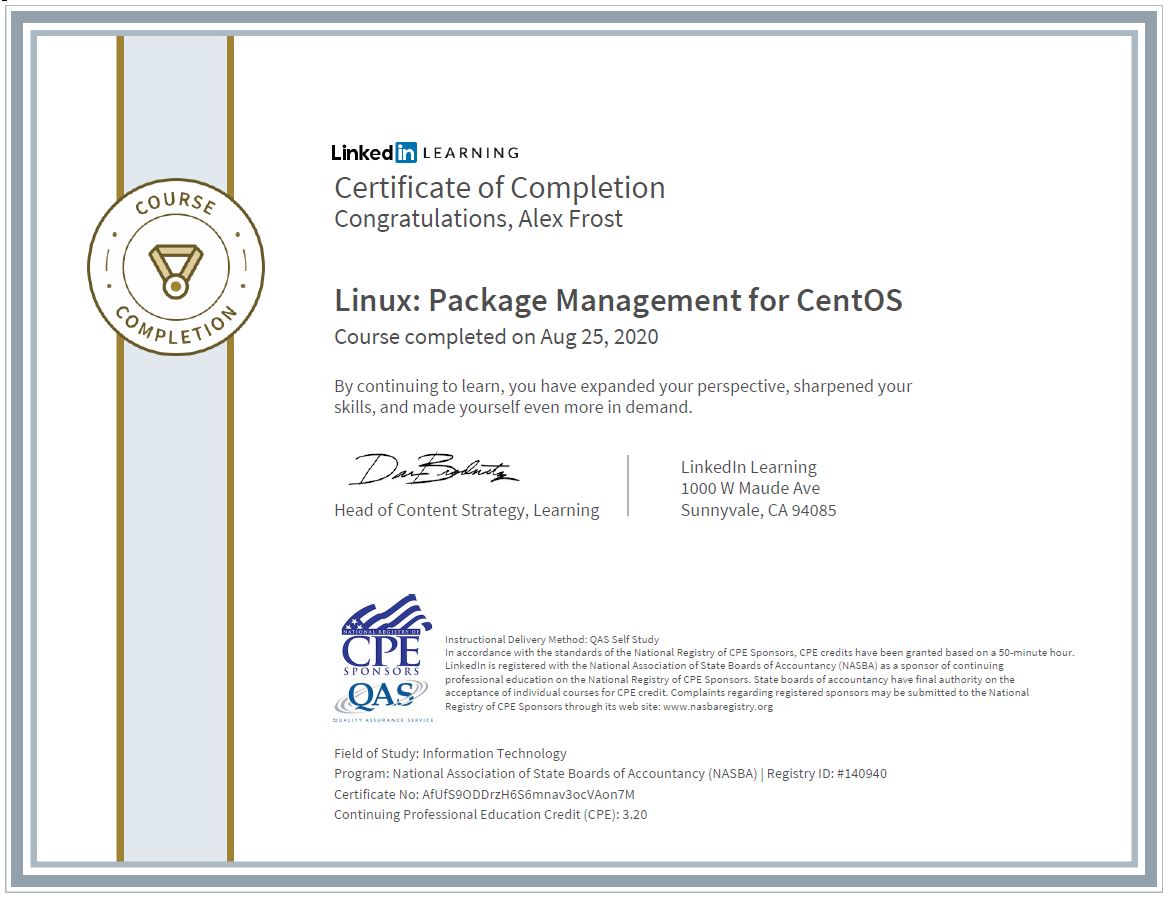 COURSE
COMPLETION
Linkedin LEARNING
Certificate of Completion
Congratulations, Alex Frost
Linux: Package Management for CentOS
Course completed on Aug 25, 2020
By continuing to learn, you have expanded your perspective, sharpened your
skills, and made yourself even more in demand.
Head of Content Strategy, Learning
LinkedIn Learning
1000 W Maude Ave
Sunnyvale, CA 94085
NATIONAL REGISTRY OF
CPE
SPONSORS
QAS
QUALITY ASSURANCE SERVICE
Instructional Delivery Method: QAS Self Study
In accordance with the standards of the National Registry of CPE Sponsors, CPE credits have been granted based on a 50-minute hour.
LinkedIn is registered with the National Association of State Boards of Accountancy (NASBA) as a sponsor of continuing
professional education on the National Registry of CPE Sponsors. State boards of accountancy have final authority on the
acceptance of individual courses for CPE credit. Complaints regarding registered sponsors may be submitted to the National
Registry of CPE Sponsors through its web site: www.nasbaregistry.org
Field of Study: Information Technology
Program: National Association of State Boards of Accountancy (NASBA) | Registry ID: #140940
Certificate No: AfUfS9ODDrzH6S6mnav3ocVAon7M
Continuing Professional Education Credit (CPE): 3.20